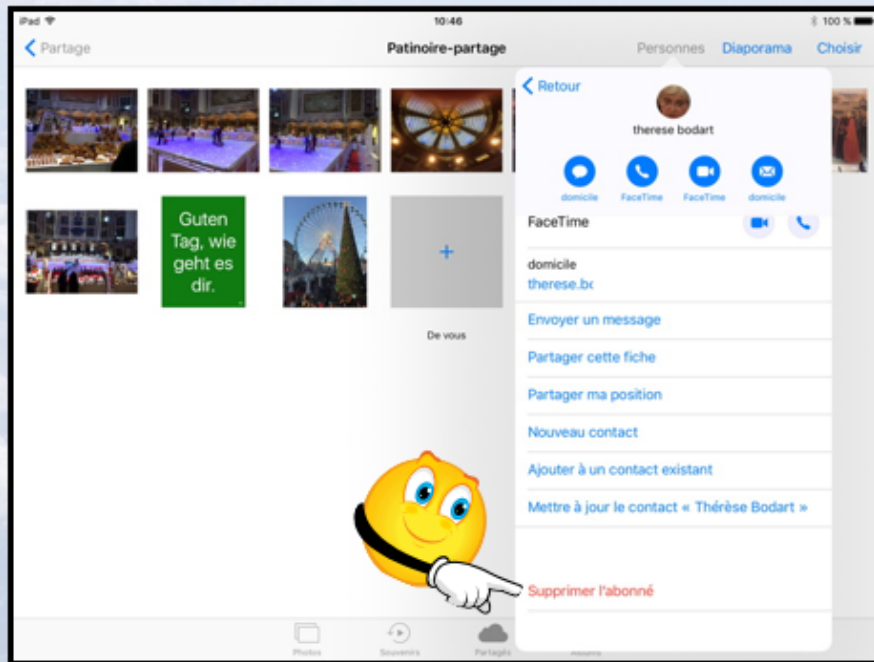 iPad
10:46
100 %
Partage
Patinoire-partage
Personnes
Diaporama
Choisir
Retour
therese bodart
domicile
FaceTime
FaceTime
domicile
FaceTime
domicile
therese.bo
Guten
Tag, wie
geht es
dir.
De vous
Envoyer un message
Partager cette fiche
Partager ma position
Nouveau contact
Ajouter à un contact existant
Mettre à jour le contact « Thérèse Bodart »
Supprimer l'abonné
Photos
Souvenirs
Partagés
Albums